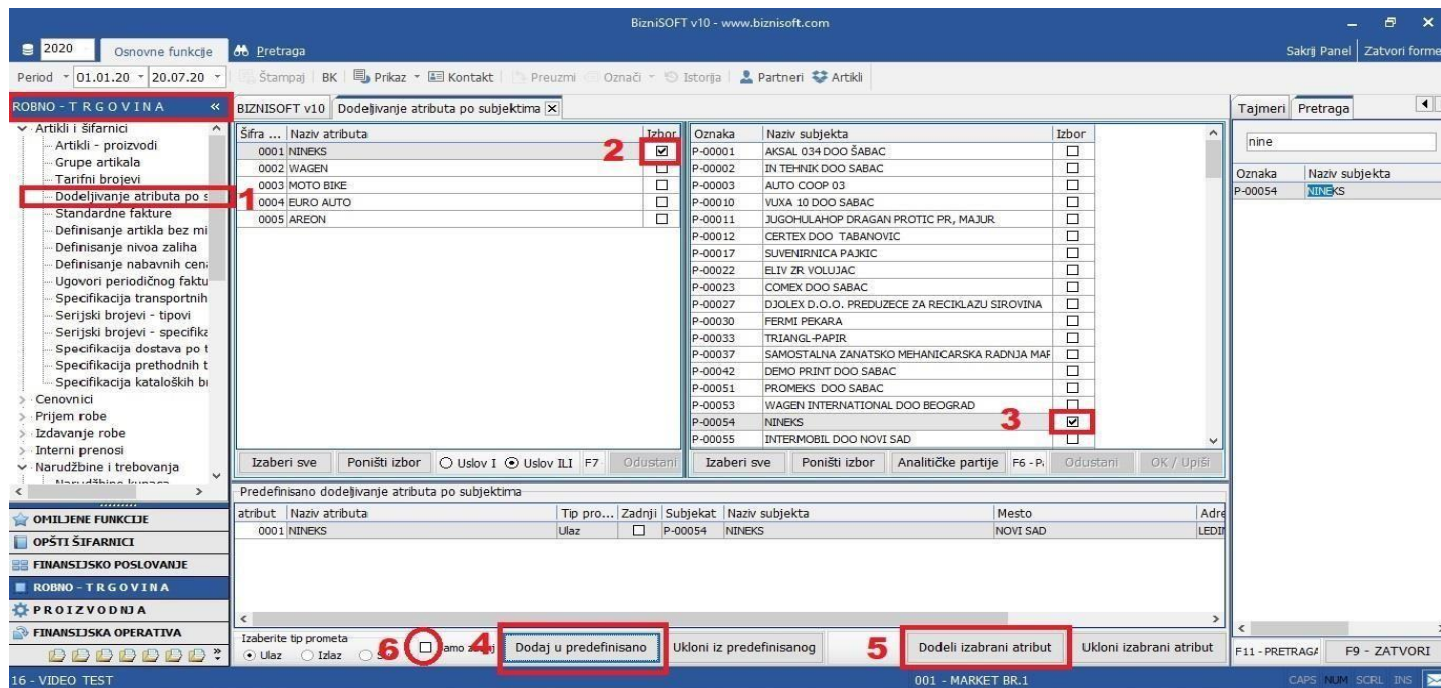 BizniSOFT v10 - www.biznisoft.com
2020 Osnovne funkcije Pretraga Sakrij Panel Zatvori forme
Period 01.01.20 20.07.20 Štampaj BK Prikaz Kontakt Preuzmi Označi Istorija Partneri Artikli
ROBNO - T R G O V I N A «
Artikli i šifarnici
Artikli - proizvodi
Grupe artikala
Tarifni brojevi
Dodeljivanje atributa po s
1
Standardne fakture
Definisanje artikla bez mi
Definisanje nivoa zaliha
Definisanje nabavnih cena
Ugovori periodičnog faktu
Specifikacija transportnih
Serijski brojevi - tipovi
Serijski brojevi - specifika
Specifikacija dostava po t
Specifikacija prethodnih t
Specifikacija kataloških bi
Cenovnici
Prijem robe
Izdavanje robe
Interni prenosi
Narudžbine i trebovanja
Narudžbine kupaca
OMILJENE FUNKCIJE
OPŠTI ŠIFARNICI
FINANSIJSKO POSLOVANJE
ROBNO - T R G O V I N A
P R O I Z V O D NJ A
FINANSIJSKA OPERATIVA
BIZNISOFT v10 Dodeljivanje atributa po subjektima
Šifra ... Naziv atributa Izbor
0001 NINEKS 2
0002 WAGEN
0003 MOTO BIKE
0004 EURO AUTO
0005 AREON
Izaberi sve Poništi izbor Uslov I Uslov ILI F7 Odustani
Oznaka Naziv subjekta Izbor
P-00001 AKSAL 034 DOO ŠABAC
P-00002 IN TEHNIK DOO SABAC
P-00003 AUTO COOP 03
P-00010 VUXA 10 DOO SABAC
P-00011 JUGOHULAHOP DRAGAN PROTIC PR, MAJUR
P-00012 CERTEX DOO TABANOVIC
P-00017 SUVENIRNICA PAJKIC
P-00022 ELIV ZR VOLUJAC
P-00023 COMEX DOO SABAC
P-00027 DJOLEX D.O.O. PREDUZECE ZA RECIKLAZU SIROVINA
P-00030 FERMI PEKARA
P-00033 TRIANGL-PAPIR
P-00037 SAMOSTALNA ZANATSKO MEHANICARSKA RADNJA MAR
P-00042 DEMO PRINT DOO SABAC
P-00051 PROMEKS DOO SABAC
P-00053 WAGEN INTERNATIONAL DOO BEOGRAD
P-00054 NINEKS 3
P-00055 INTERMOBIL DOO NOVI SAD
Izaberi sve Poništi izbor Analitičke partije F6 - P. Odustani OK / Upiši
Predefinisano dodeljivanje atributa po subjektima
atribut Naziv atributa Tip pro... Zadnji Subjekat Naziv subjekta Mesto Adre
0001 NINEKS Ulaz P-00054 NINEKS NOVI SAD LEDI
Izaberite tip prometa
Ulaz Izlaz 6 4 Dodaj u predefinisano Ukloni iz predefinisanog 5 Dodeli izabrani atribut Ukloni izabrani atribut
Tajmeri Pretraga
nine
Oznaka Naziv subjekta
P-00054 NINEKS
F11 - PRETRAGA F9 - ZATVORI
16 - VIDEO TEST 001 - MARKET BR.1 CAPS NUM SCRL INS